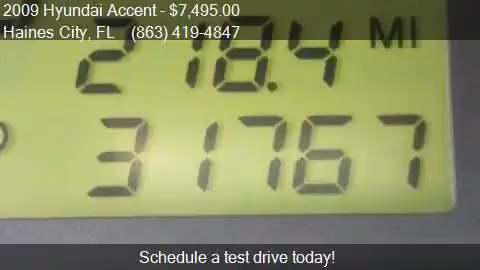 2009 Hyundai Accent - $7,495.00
Haines City, FL (863) 419-4847
218.4 MI
31767
Schedule a test drive today!